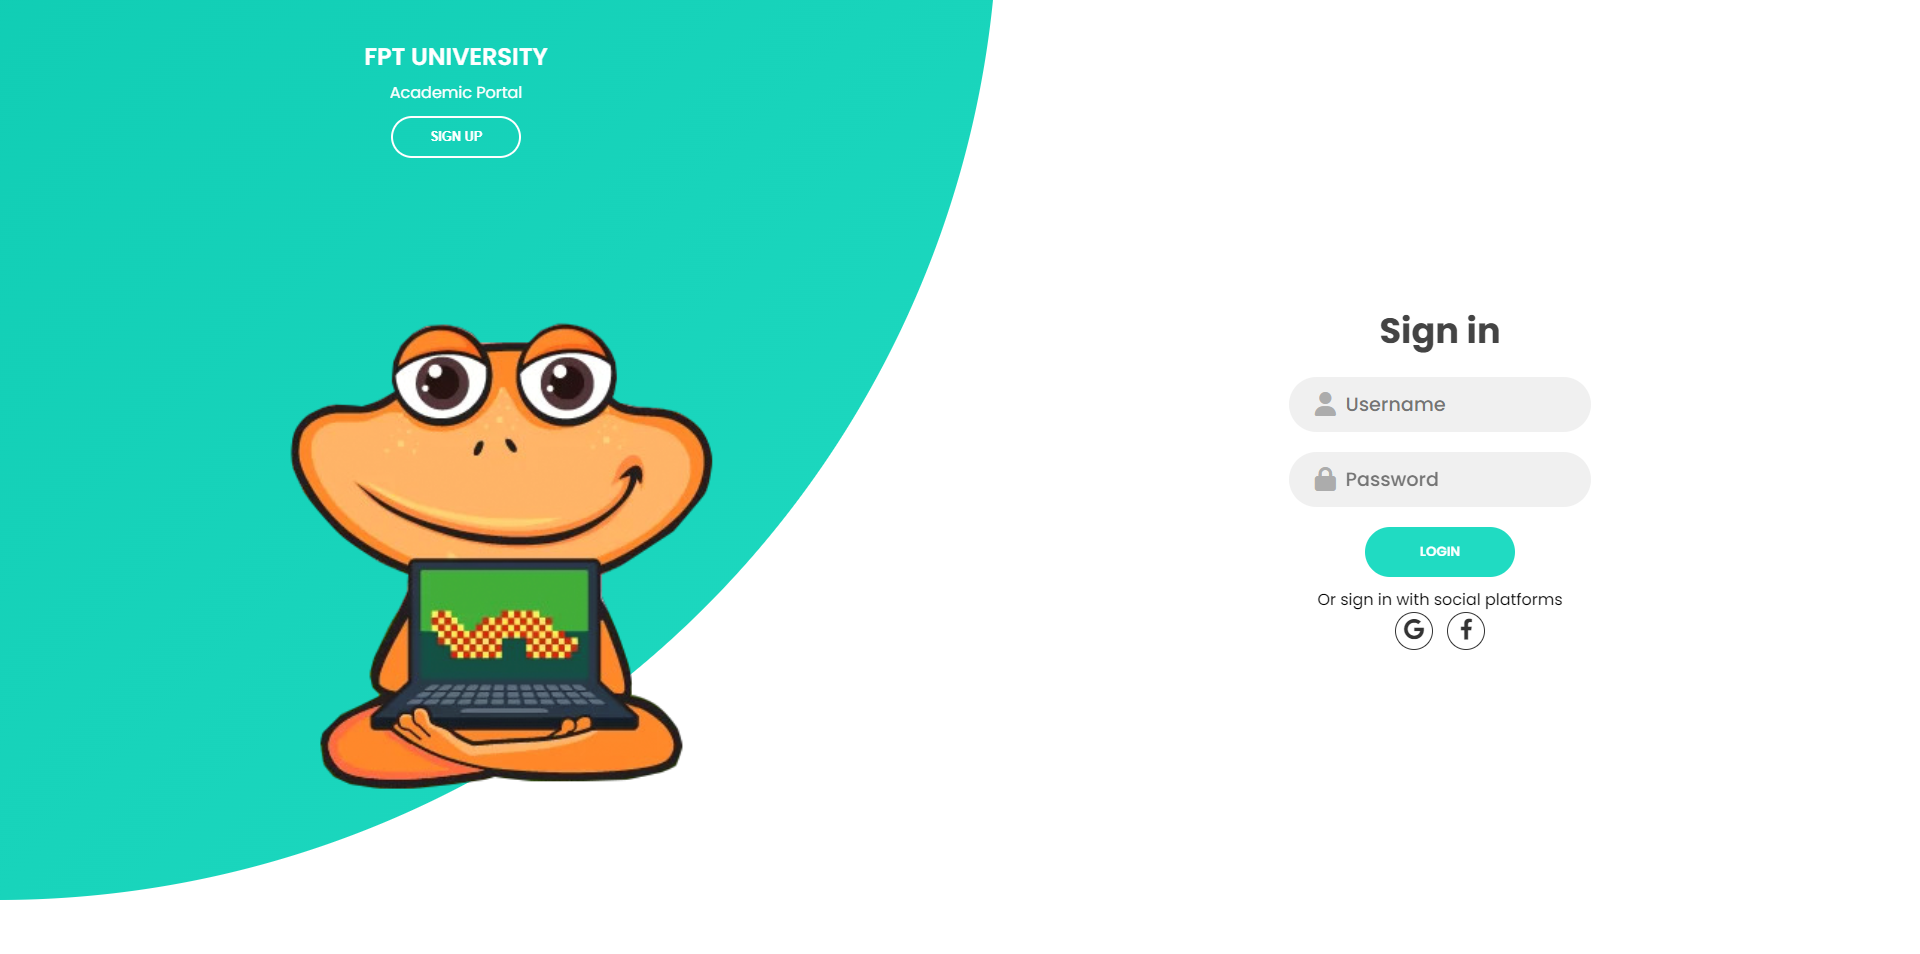 FPT UNIVERSITY
Academic Portal
SIGN UP
Sign in
Username
Password
LOGIN
Or sign in with social platforms